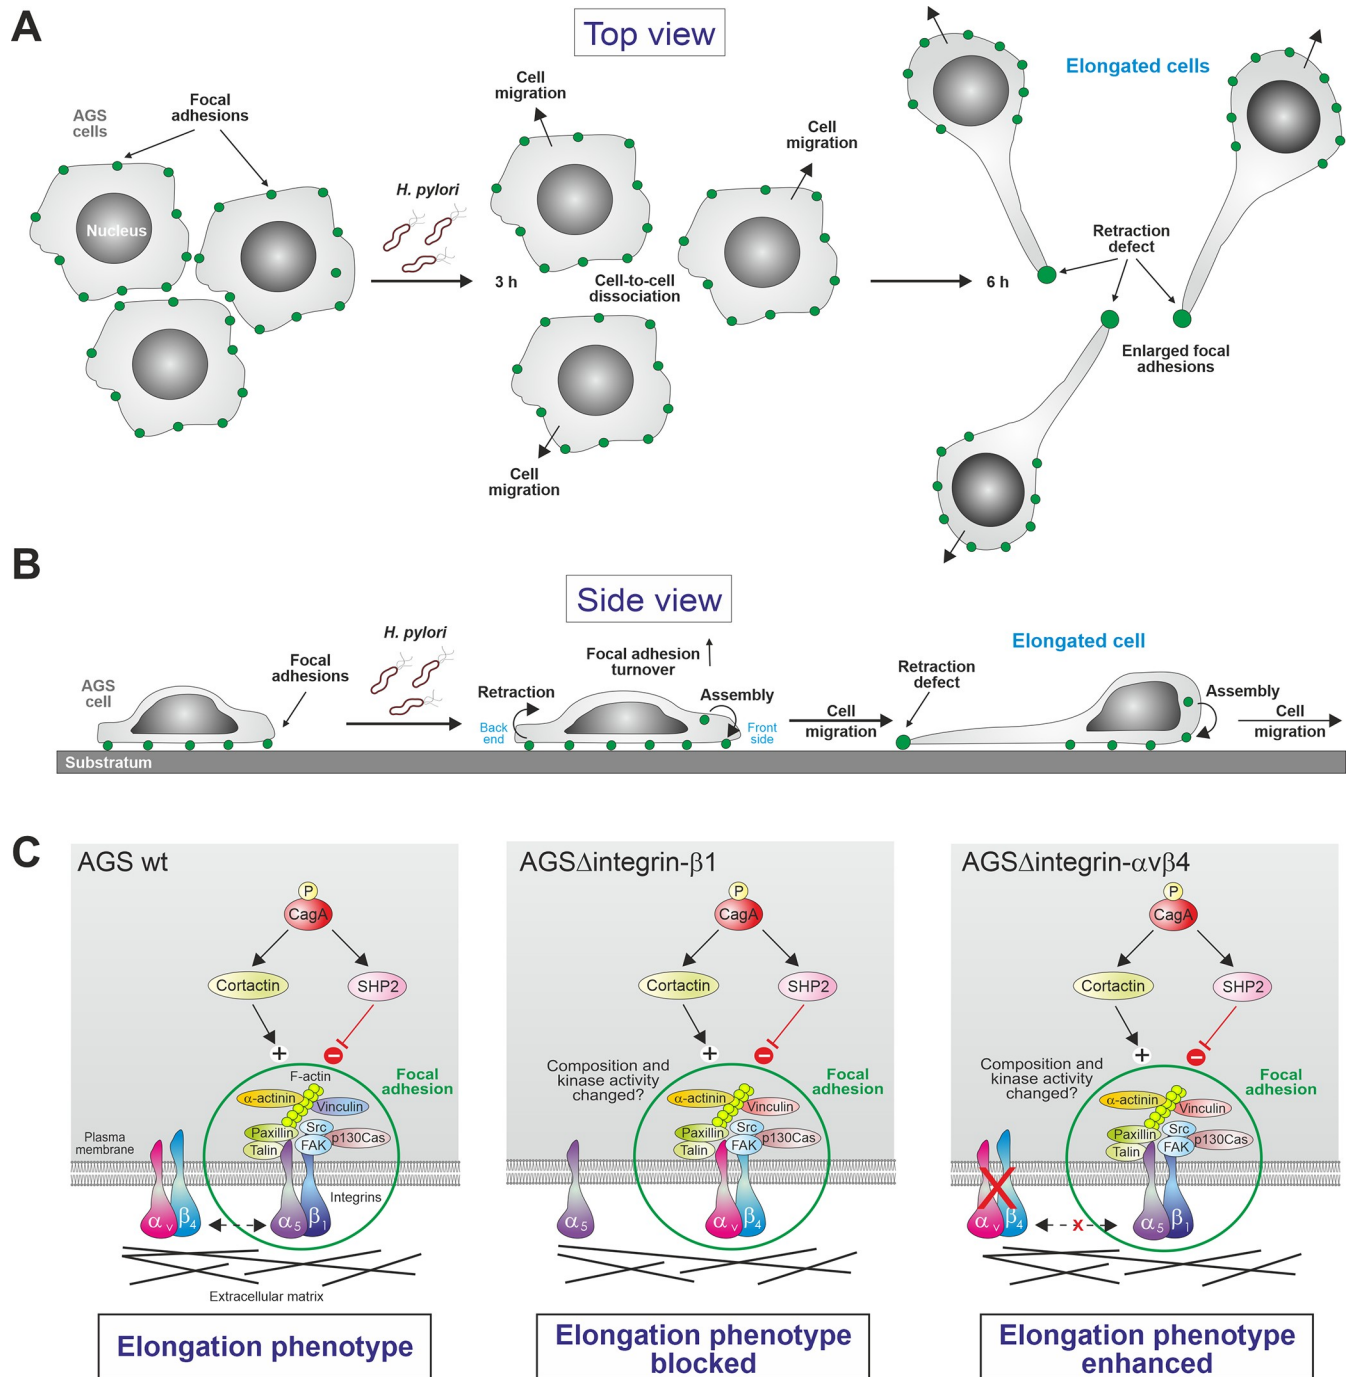 A
Top view
AGS
cells
Focal
adhesions
Nucleus
H. pylori
3 h
Cell
migration
Cell
migration
Cell-to-cell
dissociation
Cell
migration
6 h
Elongated cells
Retraction
defect
Enlarged focal
adhesions
B
Side view
AGS
cell
Focal
adhesions
H. pylori
Retraction
Back
end
Focal adhesion
turnover
Assembly
Front
side
Cell
migration
Retraction
defect
Elongated cell
Assembly
Cell
migration
Substratum
C
AGS wt
P
CagA
Cortactin
SHP2
+
−
Focal
adhesion
F-actin
α-actinin
Vinculin
Paxillin
Src
Talin
FAK
p130Cas
Plasma
membrane
Integrins
αv
β4
α5
β1
Extracellular matrix
Elongation phenotype
AGSΔintegrin-β1
P
CagA
Cortactin
SHP2
+
−
Composition and
kinase activity
changed?
Focal
adhesion
α-actinin
Vinculin
Paxillin
Src
Talin
FAK
p130Cas
α5
αv
β4
Elongation phenotype
blocked
AGSΔintegrin-αvβ4
P
CagA
Cortactin
SHP2
+
−
Composition and
kinase activity
changed?
Focal
adhesion
α-actinin
Vinculin
Paxillin
Src
Talin
FAK
p130Cas
αv
β4
x
α5
β1
Elongation phenotype
enhanced